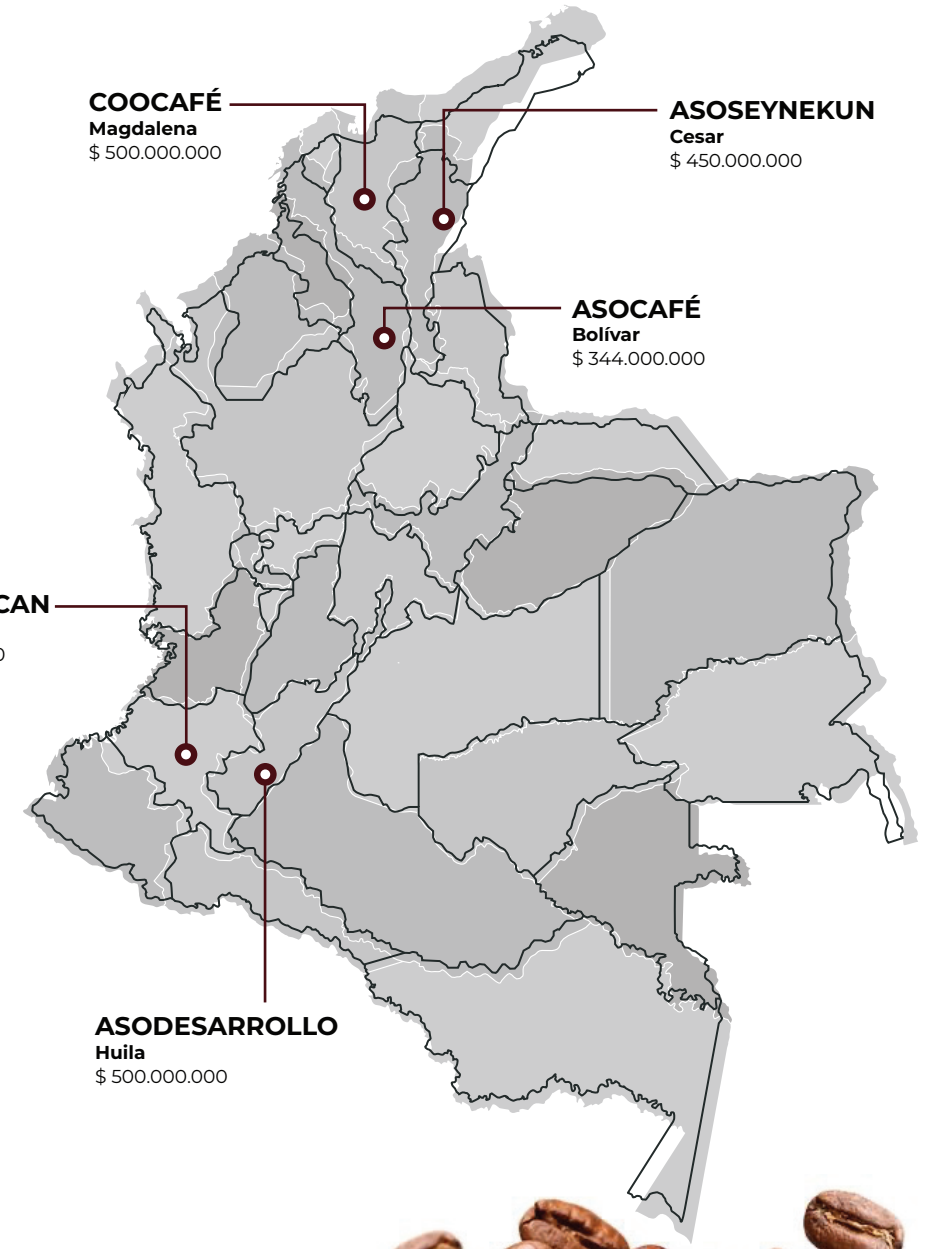 COOCAFÉ
Magdalena
$ 500.000.000
ASOSEYNEKUN
Cesar
$ 450.000.000
ASOCAFÉ
Bolívar
$ 344.000.000
CAN
0
ASODESARROLLO
Huila
$ 500.000.000